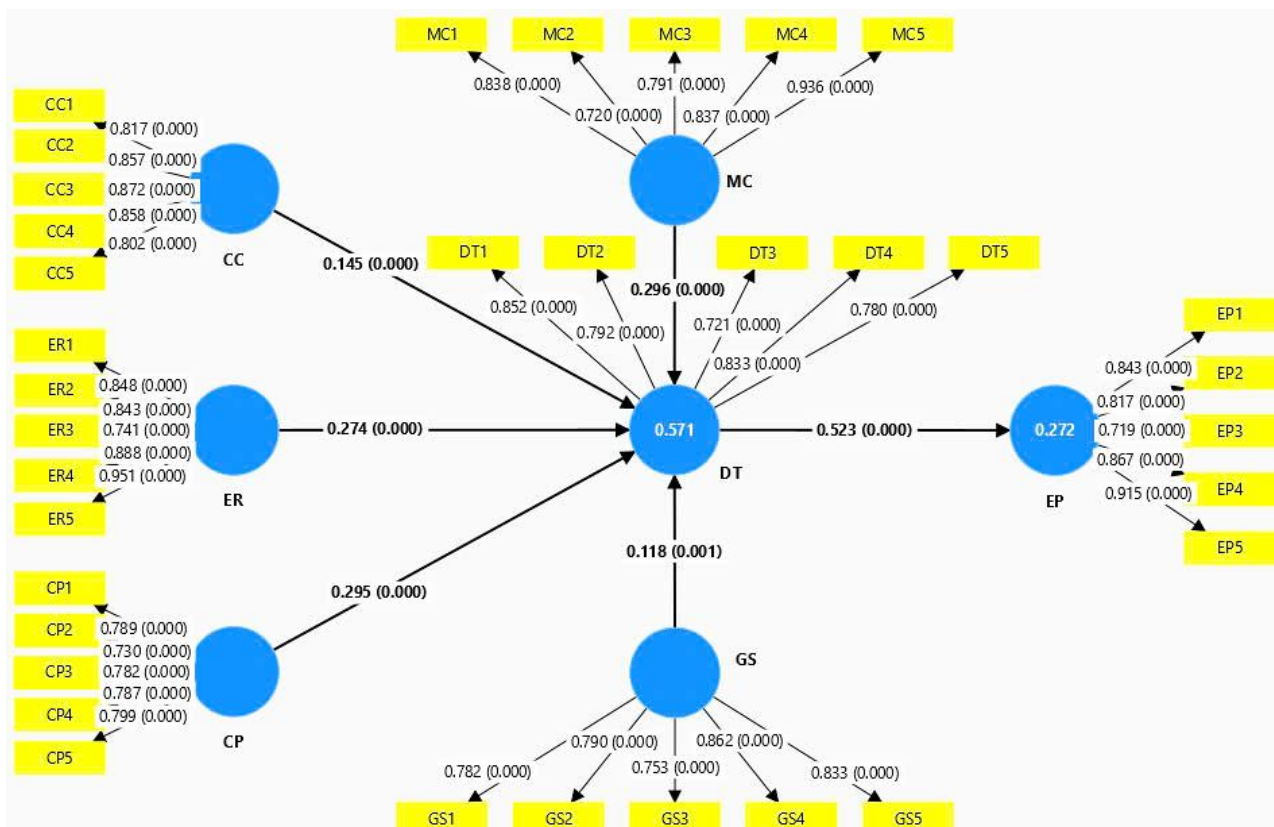 MC1 MC2 MC3 MC4 MC5
0.838 (0.000)
0.720 (0.000)
0.791 (0.000)
0.837 (0.000)
0.936 (0.000)
MC
CC1
CC2
CC3
CC4
CC5
0.817 (0.000)
0.857 (0.000)
0.872 (0.000)
0.858 (0.000)
0.802 (0.000)
CC
0.145 (0.000)
0.296 (0.000)
DT1 DT2 DT3 DT4 DT5
0.852 (0.000)
0.792 (0.000)
0.721 (0.000)
0.833 (0.000)
0.780 (0.000)
ER1
ER2
ER3
ER4
ER5
0.848 (0.000)
0.843 (0.000)
0.741 (0.000)
0.888 (0.000)
0.951 (0.000)
ER
0.274 (0.000)
0.571
DT
0.523 (0.000)
0.272
EP
0.843 (0.000)
0.817 (0.000)
0.719 (0.000)
0.867 (0.000)
0.915 (0.000)
EP1
EP2
EP3
EP4
EP5
CP1
CP2
CP3
CP4
CP5
0.789 (0.000)
0.730 (0.000)
0.782 (0.000)
0.787 (0.000)
0.799 (0.000)
CP
0.295 (0.000)
0.118 (0.001)
GS
0.782 (0.000)
0.790 (0.000)
0.753 (0.000)
0.862 (0.000)
0.833 (0.000)
GS1 GS2 GS3 GS4 GS5